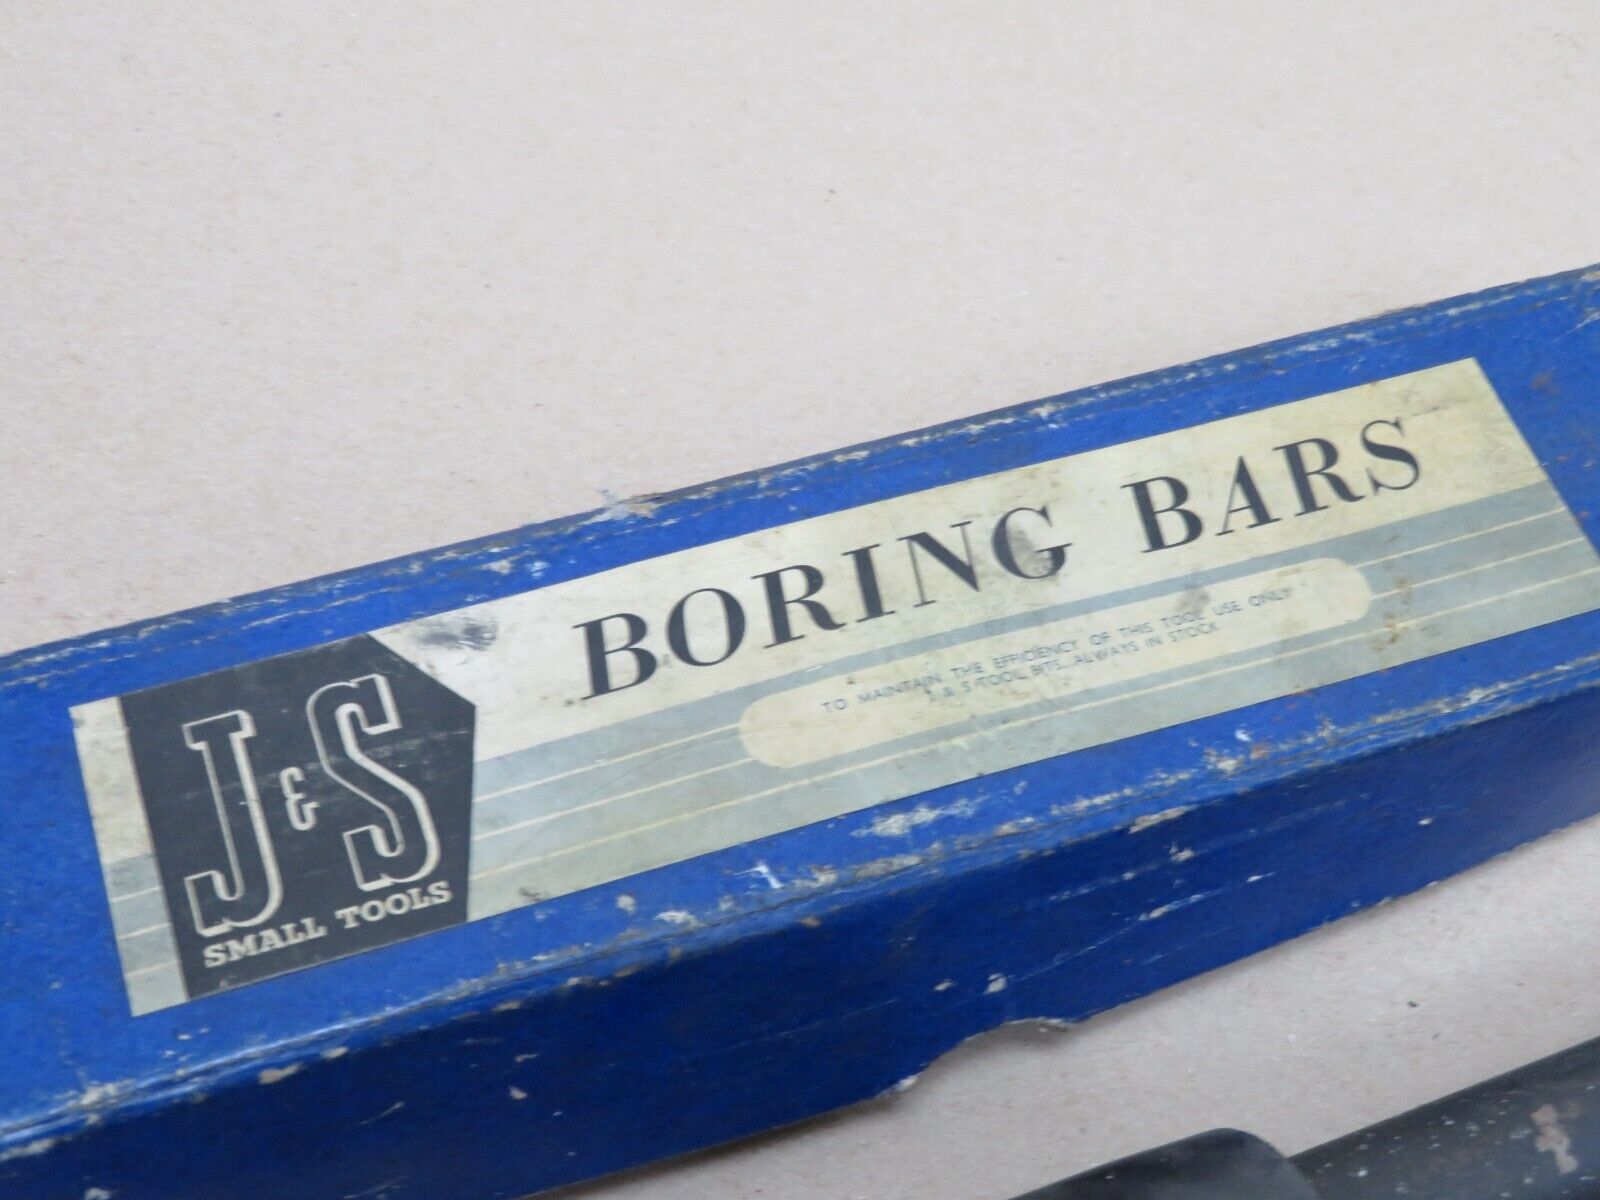 J & S
SMALL TOOLS
BORING BARS
TO MAINTAIN THE EFFICIENCY OF THIS TOOL USE ONLY
J & S TOOL BITS. ALWAYS IN STOCK